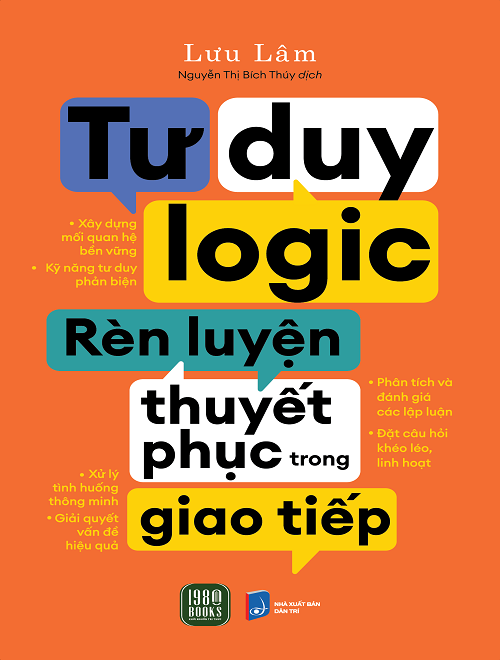 Lưu Lâm
Nguyễn Thị Bích Thúy dịch
Tư duy
logic
• Xây dựng
mối quan hệ
bền vững
• Kỹ năng tư duy
phản biện
Rèn luyện
thuyết
phục trong
giao tiếp
• Phân tích và
đánh giá
các lập luận
• Đặt câu hỏi
khéo léo,
linh hoạt
• Xử lý
tình huống
thông minh
• Giải quyết
vấn đề
hiệu quả
1980
BOOKS
NHÀ XUẤT BẢN
DÂN TRÍ